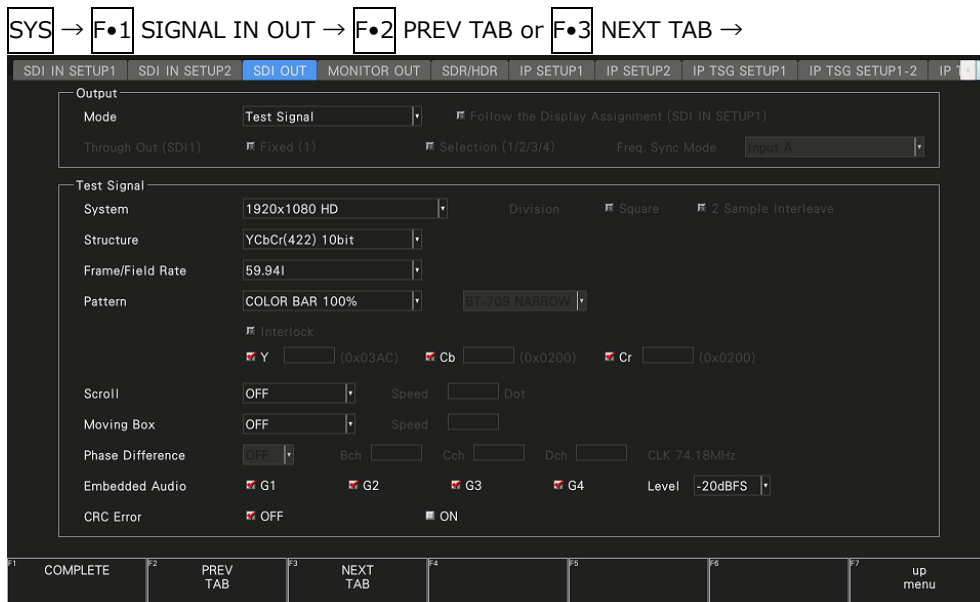 SYS → F•1 SIGNAL IN OUT → F•2 PREV TAB or F•3 NEXT TAB →
SDI IN SETUP1 SDI IN SETUP2 SDI OUT MONITOR OUT SDR/HDR IP SETUP1 IP SETUP2 IP TSG SETUP1 IP TSG SETUP1-2 IP
Output
Mode Test Signal Follow the Display Assignment (SDI IN SETUP1)
Through Out (SDI1) Fixed (1) Selection (1/2/3/4) Freq. Sync Mode Input A
Test Signal
System 1920x1080 HD Division Square 2 Sample Interleave
Structure YCbCr(422) 10bit
Frame/Field Rate 59.94I
Pattern COLOR BAR 100% BT-709 NARROW
Interlock
Y (0x03AC) Cb (0x0200) Cr (0x0200)
Scroll OFF Speed Dot
Moving Box OFF Speed
Phase Difference OFF Bch Cch Dch CLK 74.18MHz
Embedded Audio G1 G2 G3 G4 Level -20dBFS
CRC Error OFF ON
F1 COMPLETE F2 PREV TAB F3 NEXT TAB F4 F5 F6 F7 up menu